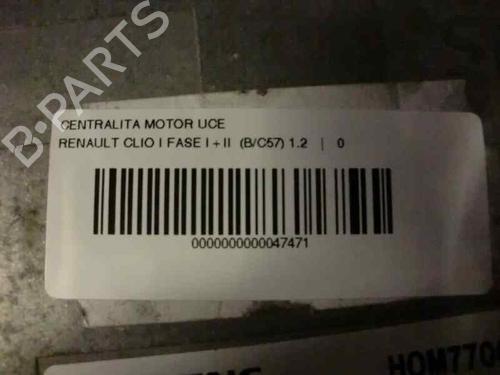 B-PARTS
CENTRALITA MOTOR UCE
RENAULT CLIO I FASE I + II (B/C57) 1.2 | 0
0000000000047471